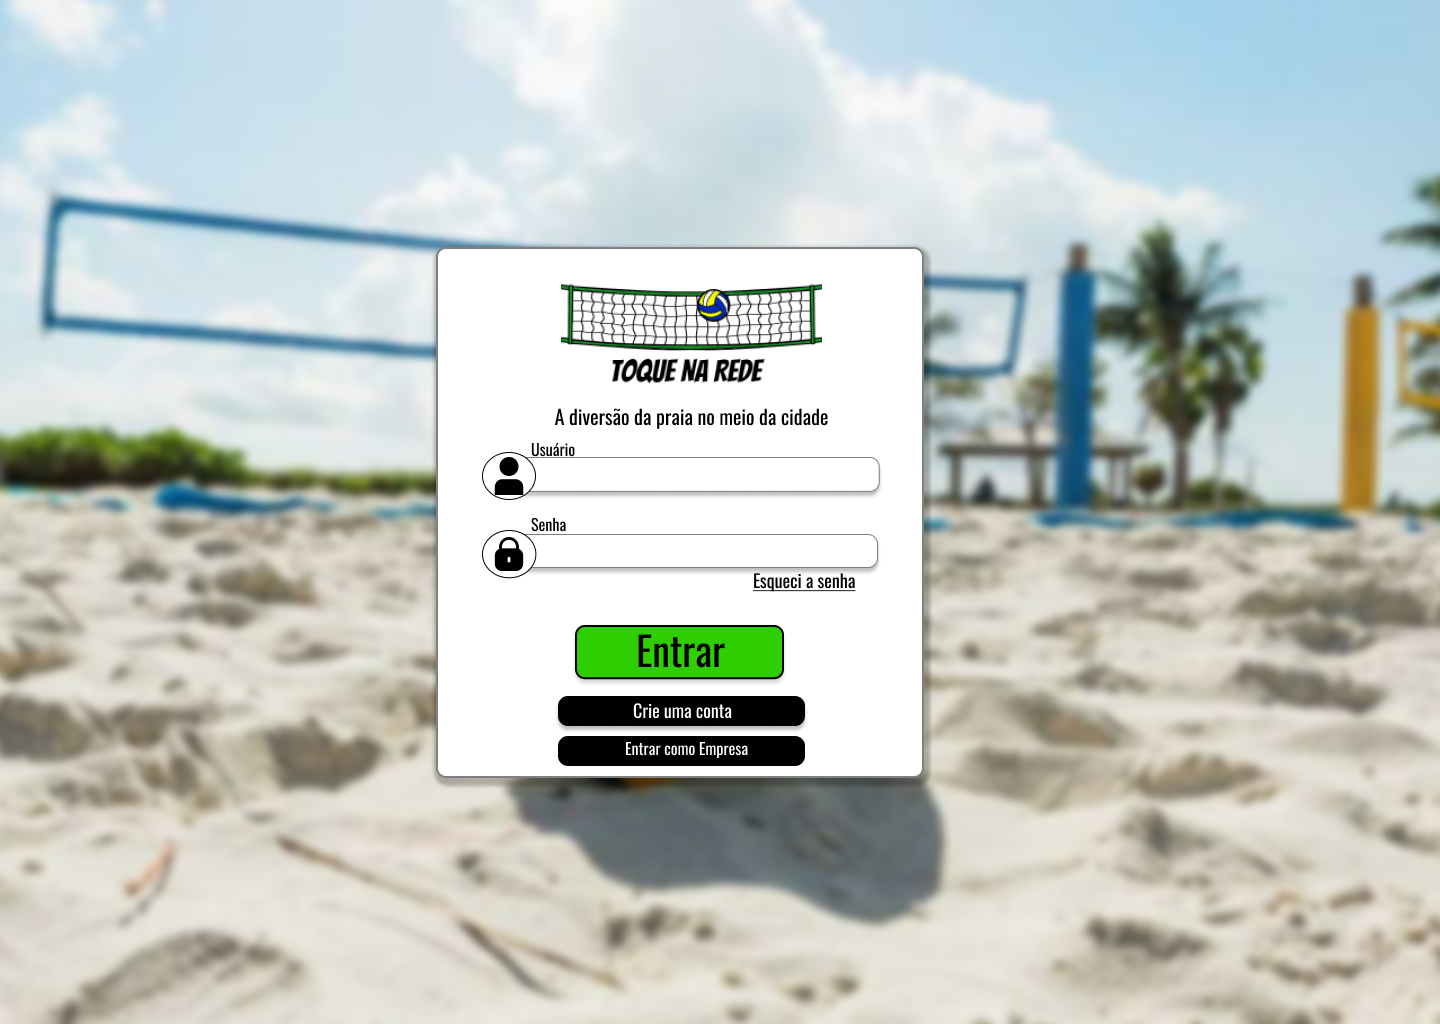 TOQUE NA REDE
A diversão da praia no meio da cidade
Usuário
Senha
Esqueci a senha
Entrar
Crie uma conta
Entrar como Empresa